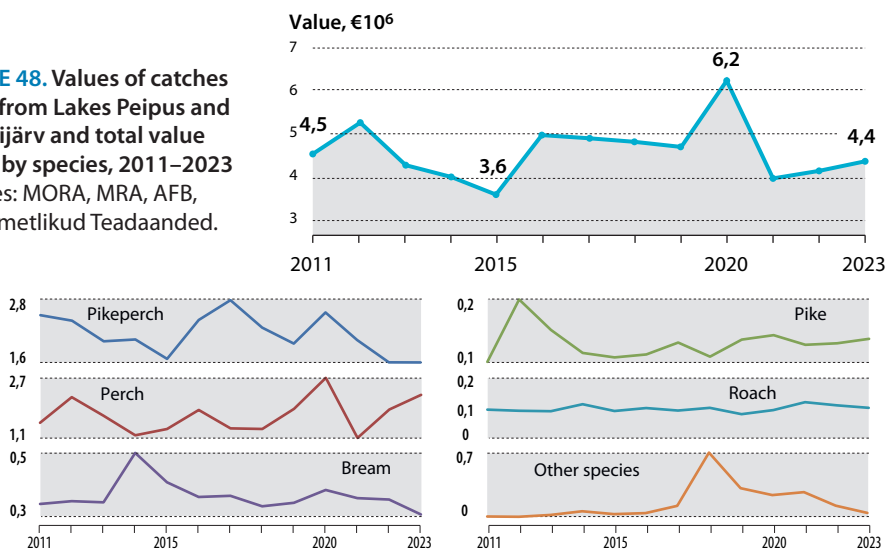 E 48. Values of catches
from Lakes Peipus and
ijärv and total value
by species, 2011–2023
es: MORA, MRA, AFB,
metlikud Teadaanded.
Value, €10⁶
7
6
5
4
3
4,5
3,6
6,2
4,4
2011 2015 2020 2023
2,8
Pikeperch
1,6
2,7
Perch
1,1
0,5
Bream
0,3
2011 2015 2020 2023
0,2
Pike
0,1
0,2
Roach
0,1
0
0,7
Other species
0
2011 2015 2020 2023